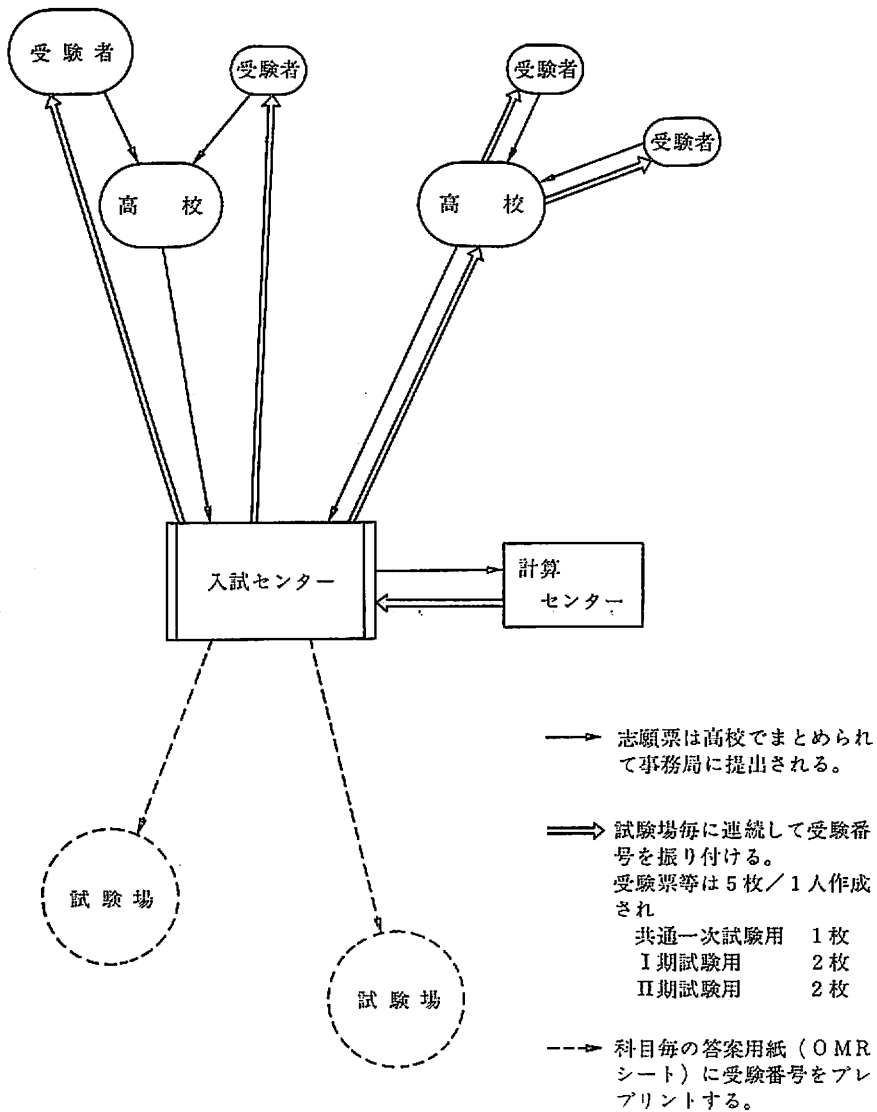 受験者
受験者
受験者
受験者
高校
高校
入試センター
計算
センター
試験場
試験場
志願票は高校でまとめられ
て事務局に提出される。
試験場毎に連続して受験番
号を振り付ける。
受験票等は5枚/1人作成
され
共通一次試験用 1枚
Ⅰ期試験用 2枚
Ⅱ期試験用 2枚
科目毎の答案用紙(OMR
シート)に受験番号をプレ
プリントする。